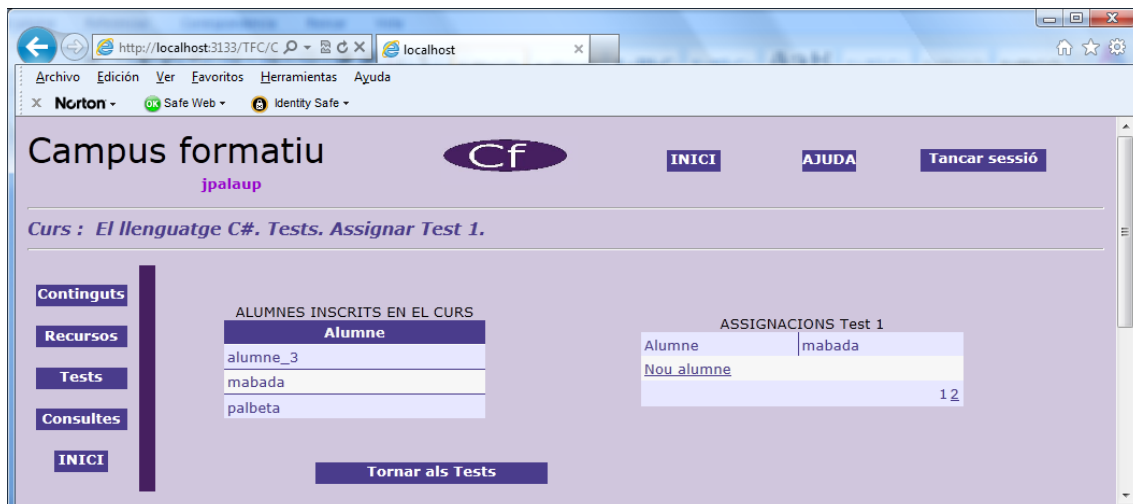 http://localhost:3133/TFC/C
localhost
Archivo Edición Ver Favoritos Herramientas Ayuda
Norton
OK Safe Web
Identity Safe
Campus formatiu
Cf
INICI
AJUDA
Tancar sessió
jpalaup
Curs : El llenguatge C#. Tests. Assignar Test 1.
Continguts
Recursos
Tests
Consultes
INICI
ALUMNES INSCRITS EN EL CURS
Alumne
alumne_3
mabada
palbeta
ASSIGNACIONS Test 1
Alumne mabada
Nou alumne
1 2
Tornar als Tests